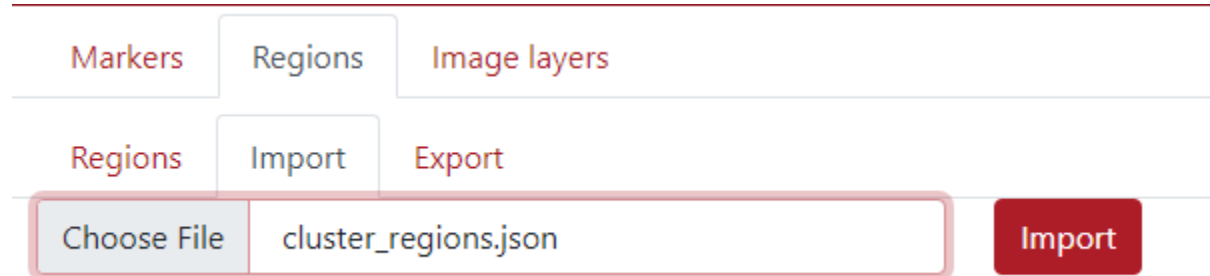 Markers Regions Image layers
Regions Import Export
Choose File cluster_regions.json Import